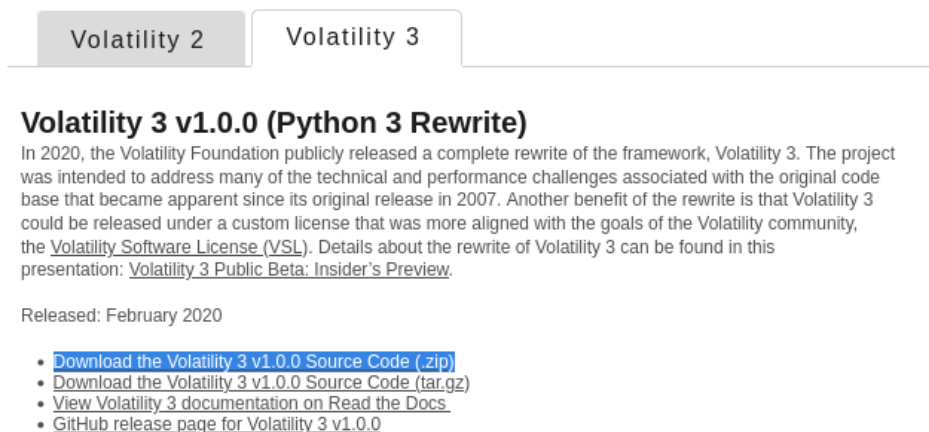 Volatility 2
Volatility 3
Volatility 3 v1.0.0 (Python 3 Rewrite)
In 2020, the Volatility Foundation publicly released a complete rewrite of the framework, Volatility 3. The project
was intended to address many of the technical and performance challenges associated with the original code
base that became apparent since its original release in 2007. Another benefit of the rewrite is that Volatility 3
could be released under a custom license that was more aligned with the goals of the Volatility community,
the Volatility Software License (VSL). Details about the rewrite of Volatility 3 can be found in this
presentation: Volatility 3 Public Beta: Insider’s Preview.
Released: February 2020
• Download the Volatility 3 v1.0.0 Source Code (.zip)
• Download the Volatility 3 v1.0.0 Source Code (tar.gz)
• View Volatility 3 documentation on Read the Docs
• GitHub release page for Volatility 3 v1.0.0